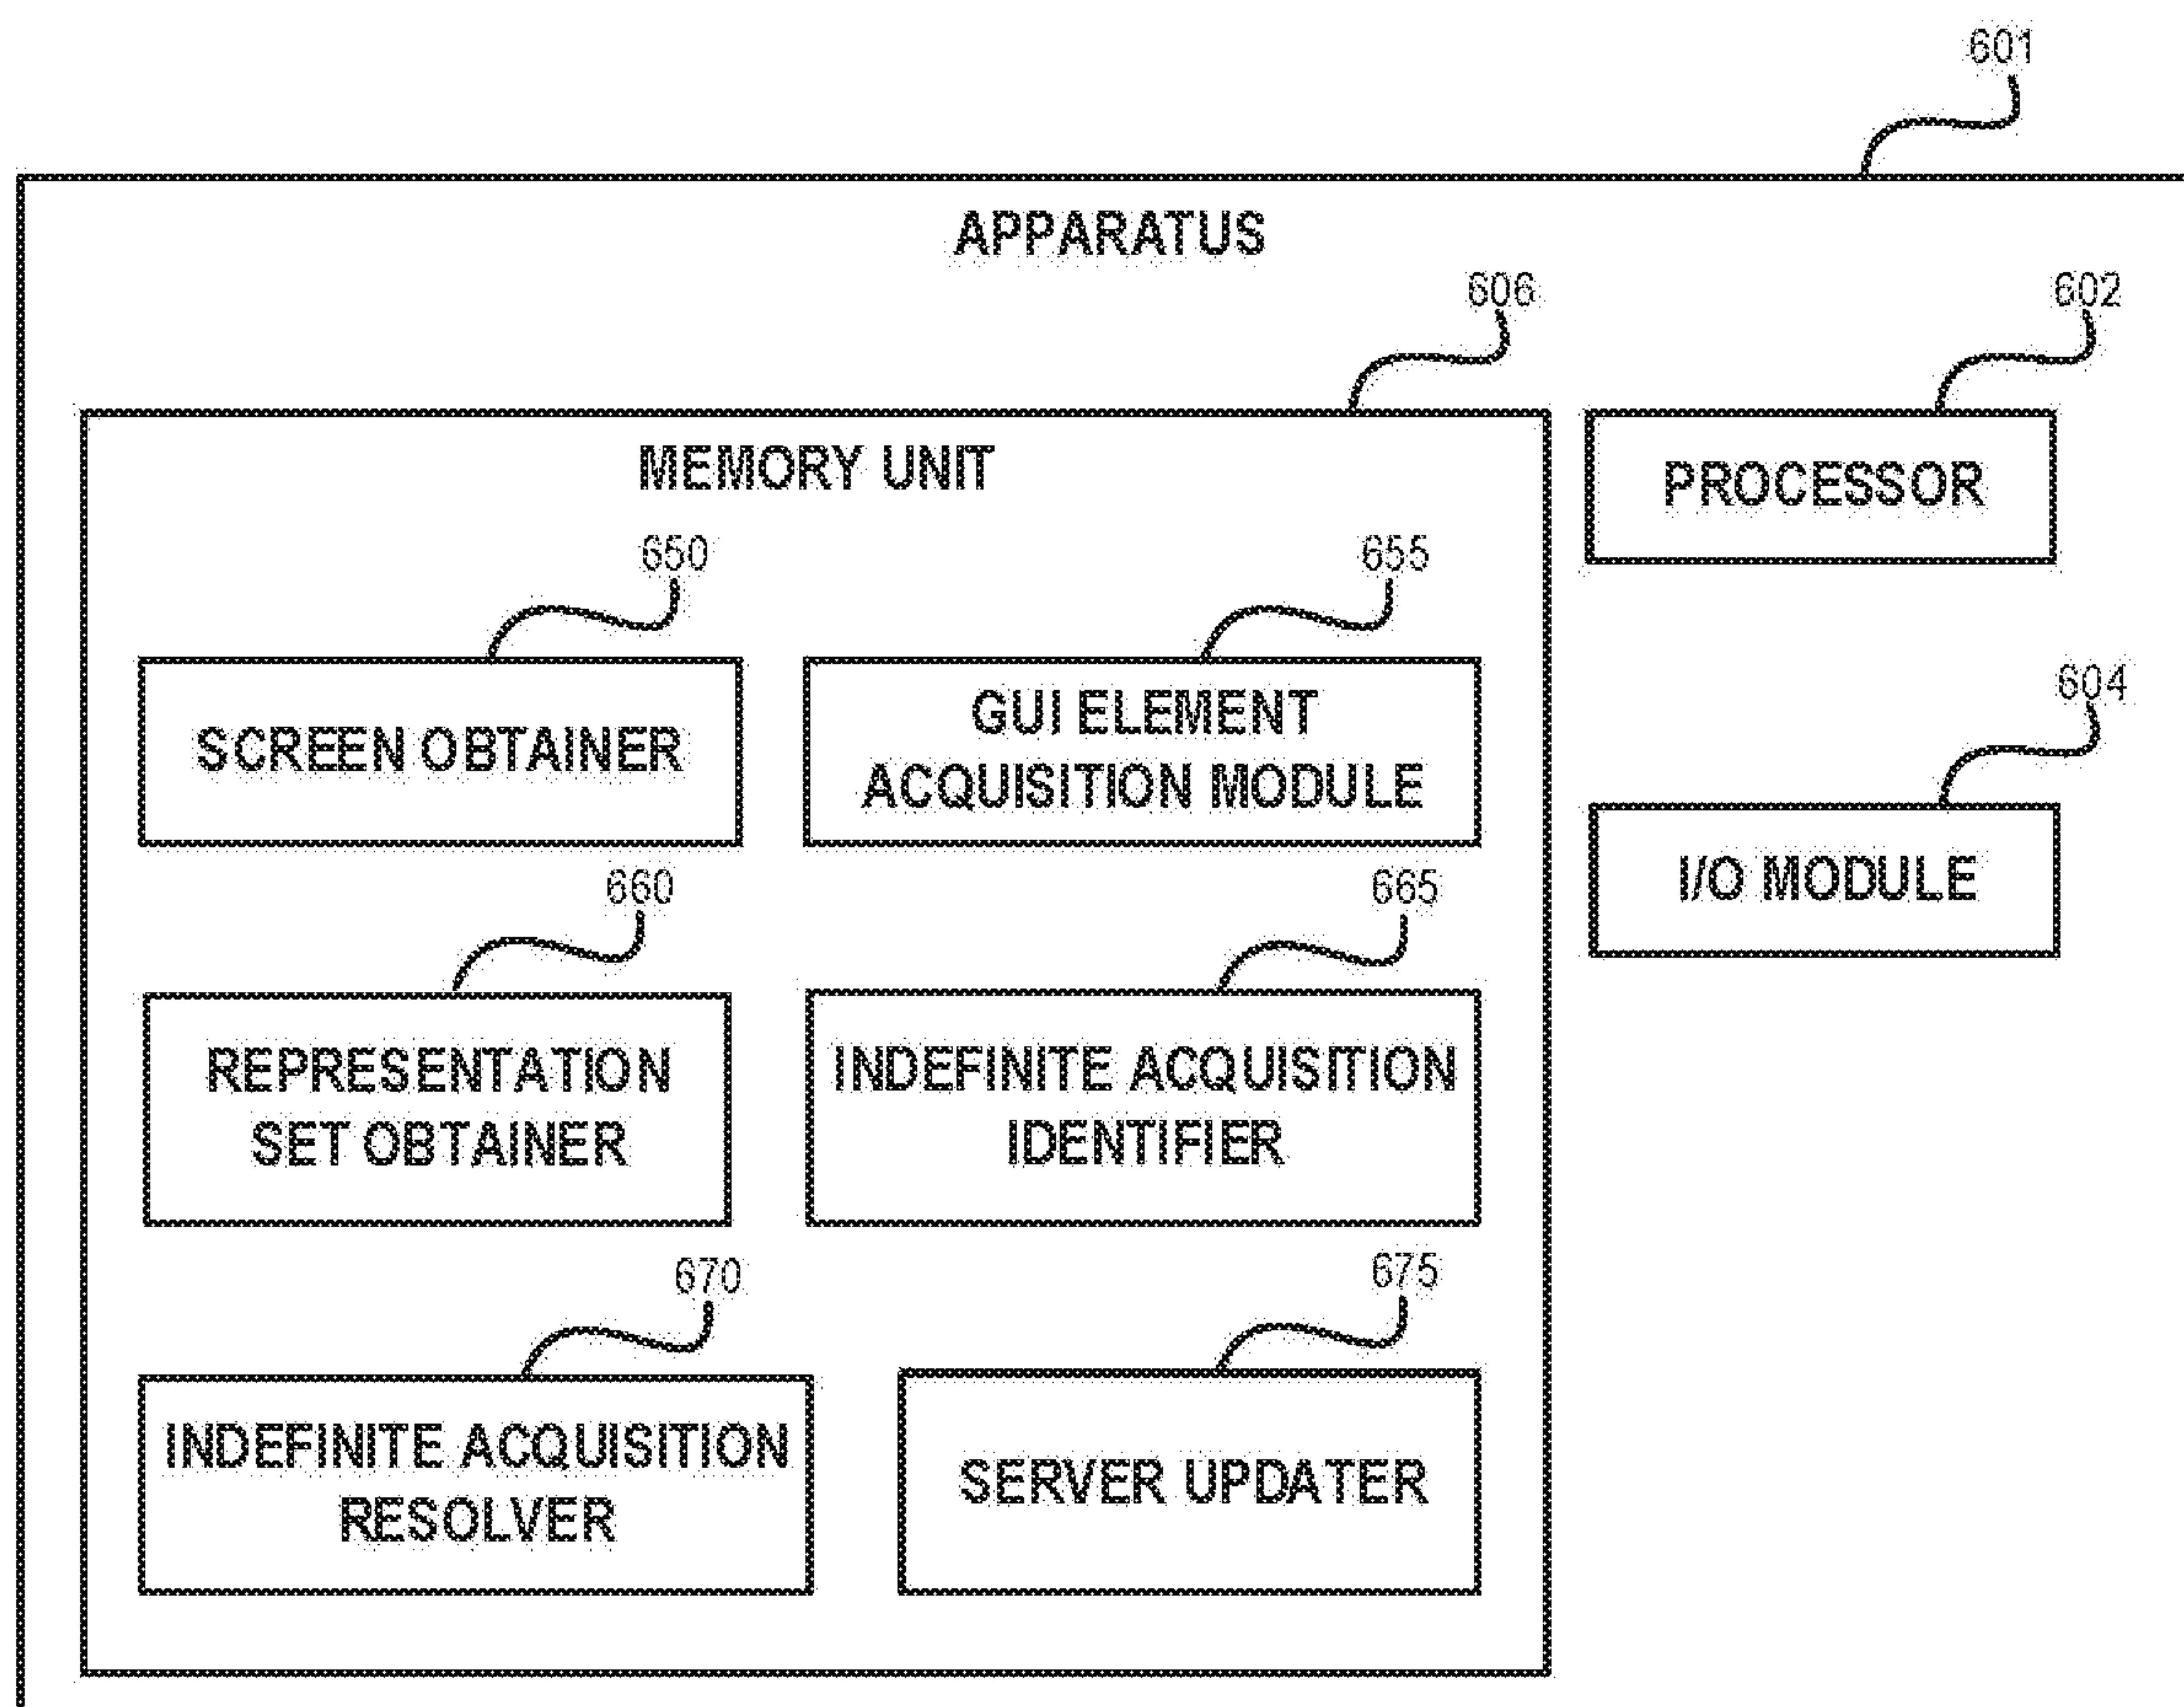 601
APPARATUS
606
602
MEMORY UNIT
PROCESSOR
650
655
SCREEN OBTAINER
GUI ELEMENT
ACQUISITION MODULE
604
I/O MODULE
660
665
REPRESENTATION
SET OBTAINER
INDEFINITE ACQUISITION
IDENTIFIER
670
675
INDEFINITE ACQUISITION
RESOLVER
SERVER UPDATER